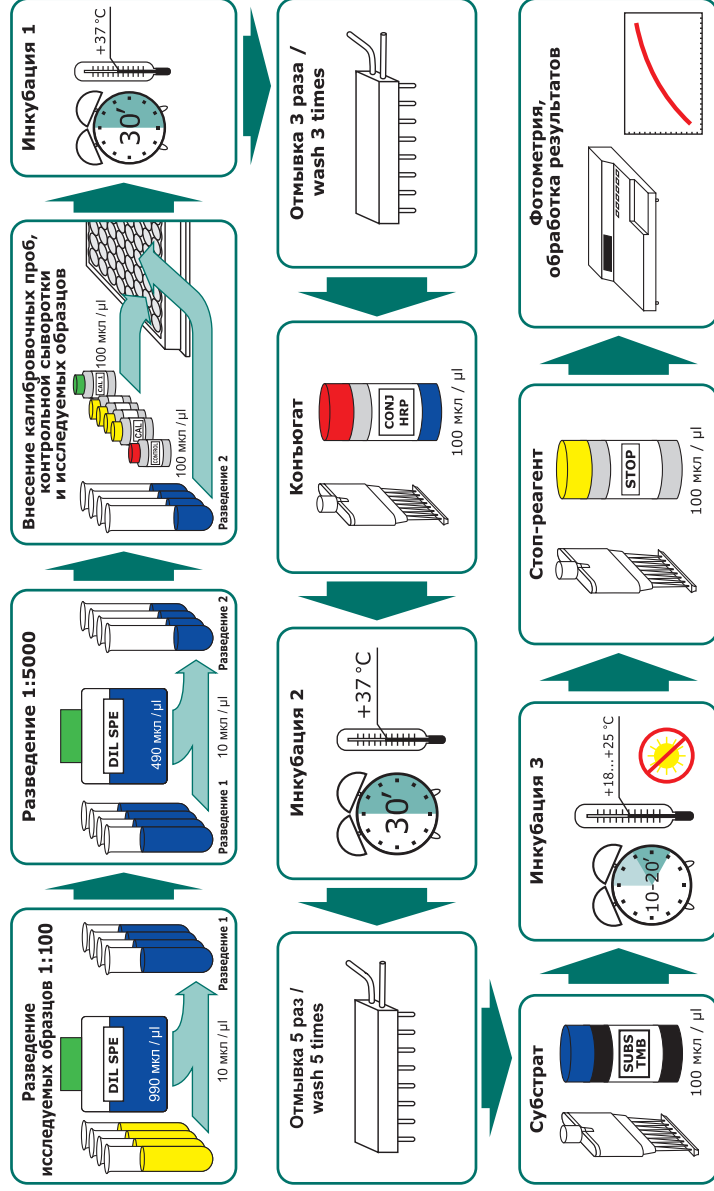 Разведение
исследуемых образцов 1:100
DIL SPE
990 мкл / µl
10 мкл / µl
Разведение 1
Разведение 1:5000
DIL SPE
490 мкл / µl
10 мкл / µl
Разведение 1
Разведение 2
Внесение калибровочных проб,
контрольной сыворотки
и исследуемых образцов
CAL 1
CAL
CONTROL
100 мкл / µl
100 мкл / µl
Разведение 2
Инкубация 1
30′
+37 °C
Отмывка 3 раза /
wash 3 times
Конъюгат
CONJ
HRP
100 мкл / µl
Инкубация 2
30′
+37 °C
Отмывка 5 раз /
wash 5 times
Субстрат
SUBS
TMB
100 мкл / µl
Инкубация 3
10-20′
+18...+25 °C
Стоп-реагент
STOP
100 мкл / µl
Фотометрия,
обработка результатов